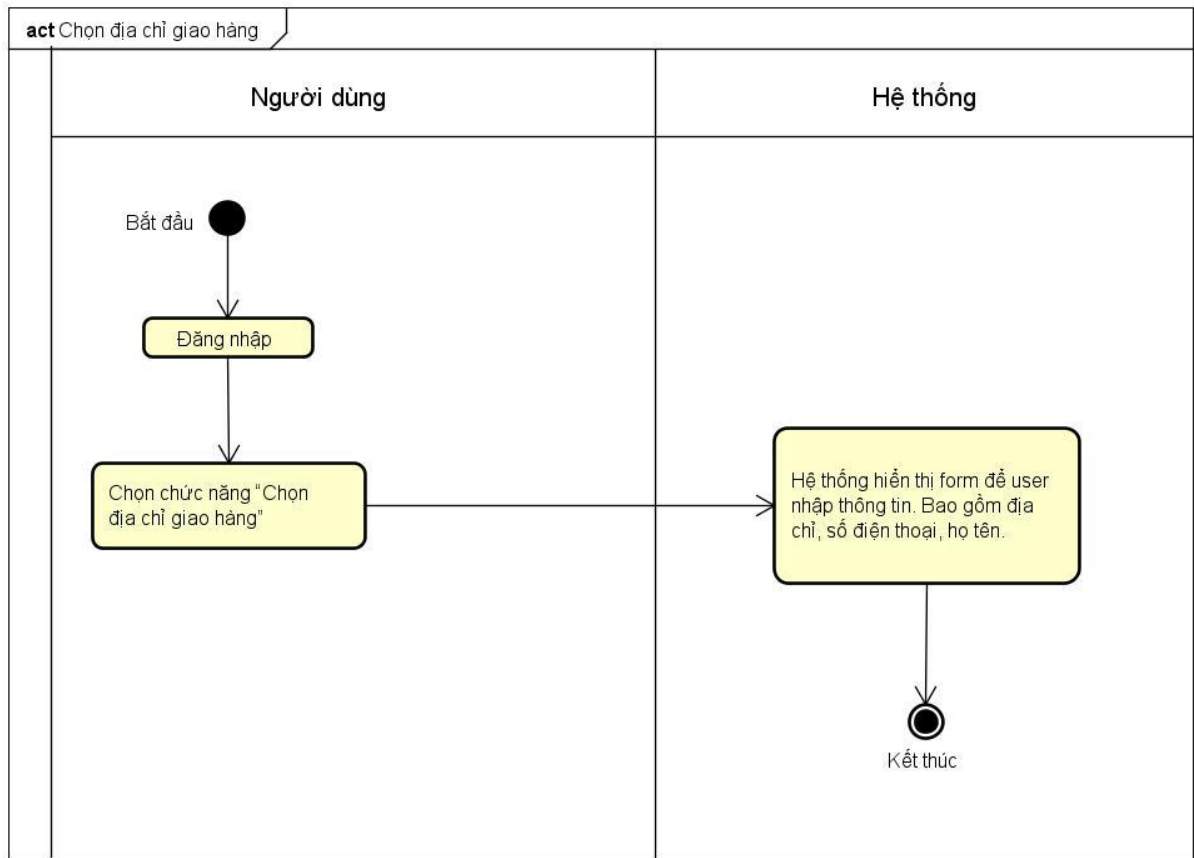 act Chọn địa chỉ giao hàng
Người dùng
Hệ thống
Bắt đầu
Đăng nhập
Chọn chức năng “Chọn
địa chỉ giao hàng”
Hệ thống hiển thị form để user
nhập thông tin. Bao gồm địa
chỉ, số điện thoại, họ tên.
Kết thúc